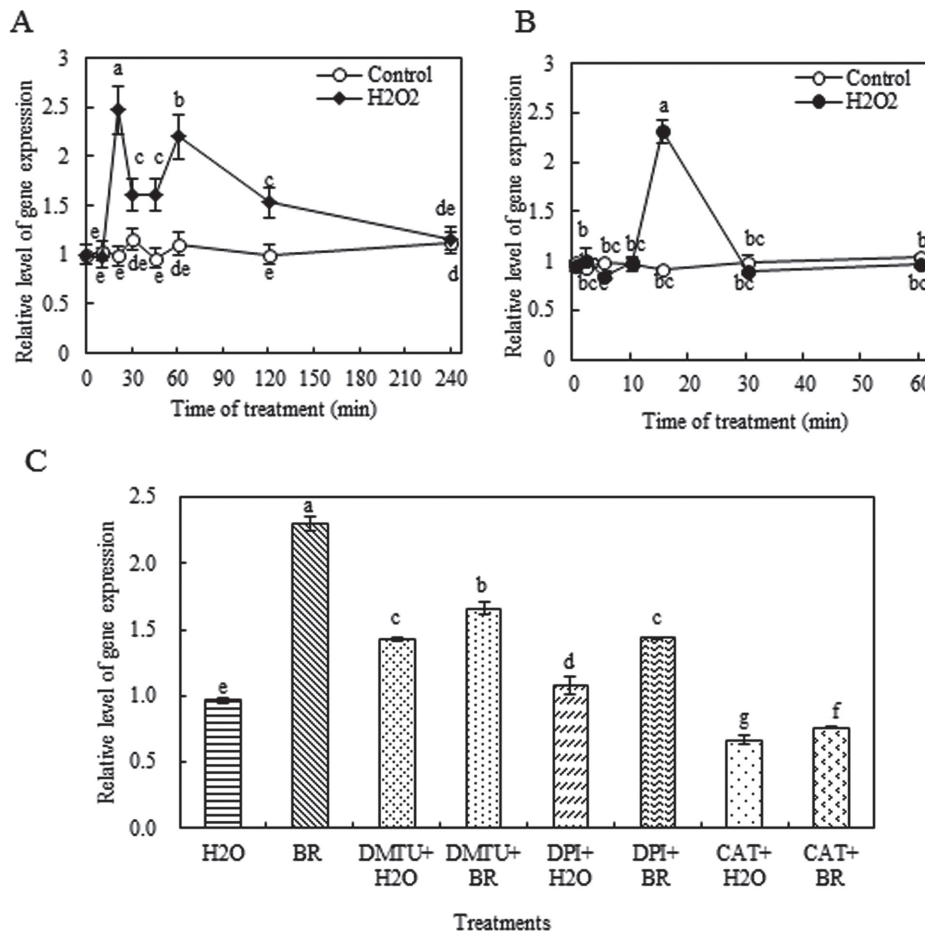 A
3
2.5
2
1.5
1
0.5
0
Relative level of gene expression
Control
H2O2
a
b
c c
c
de
e
e
e
de
e
de
e
d
0 30 60 90 120 150 180 210 240
Time of treatment (min)
B
3
2.5
2
1.5
1
0.5
0
Relative level of gene expression
Control
H2O2
a
b
bc
bc
bc
b
bc
e
bc
bc
bc
0 10 20 30 40 50 60
Time of treatment (min)
C
2.5
2.0
1.5
1.0
0.5
0.0
Relative level of gene expression
e
a
c
b
d
c
g
f
H2O BR DMTU+ DMTU+ DPI+ DPI+ CAT+ CAT+
H2O BR H2O BR H2O BR
Treatments